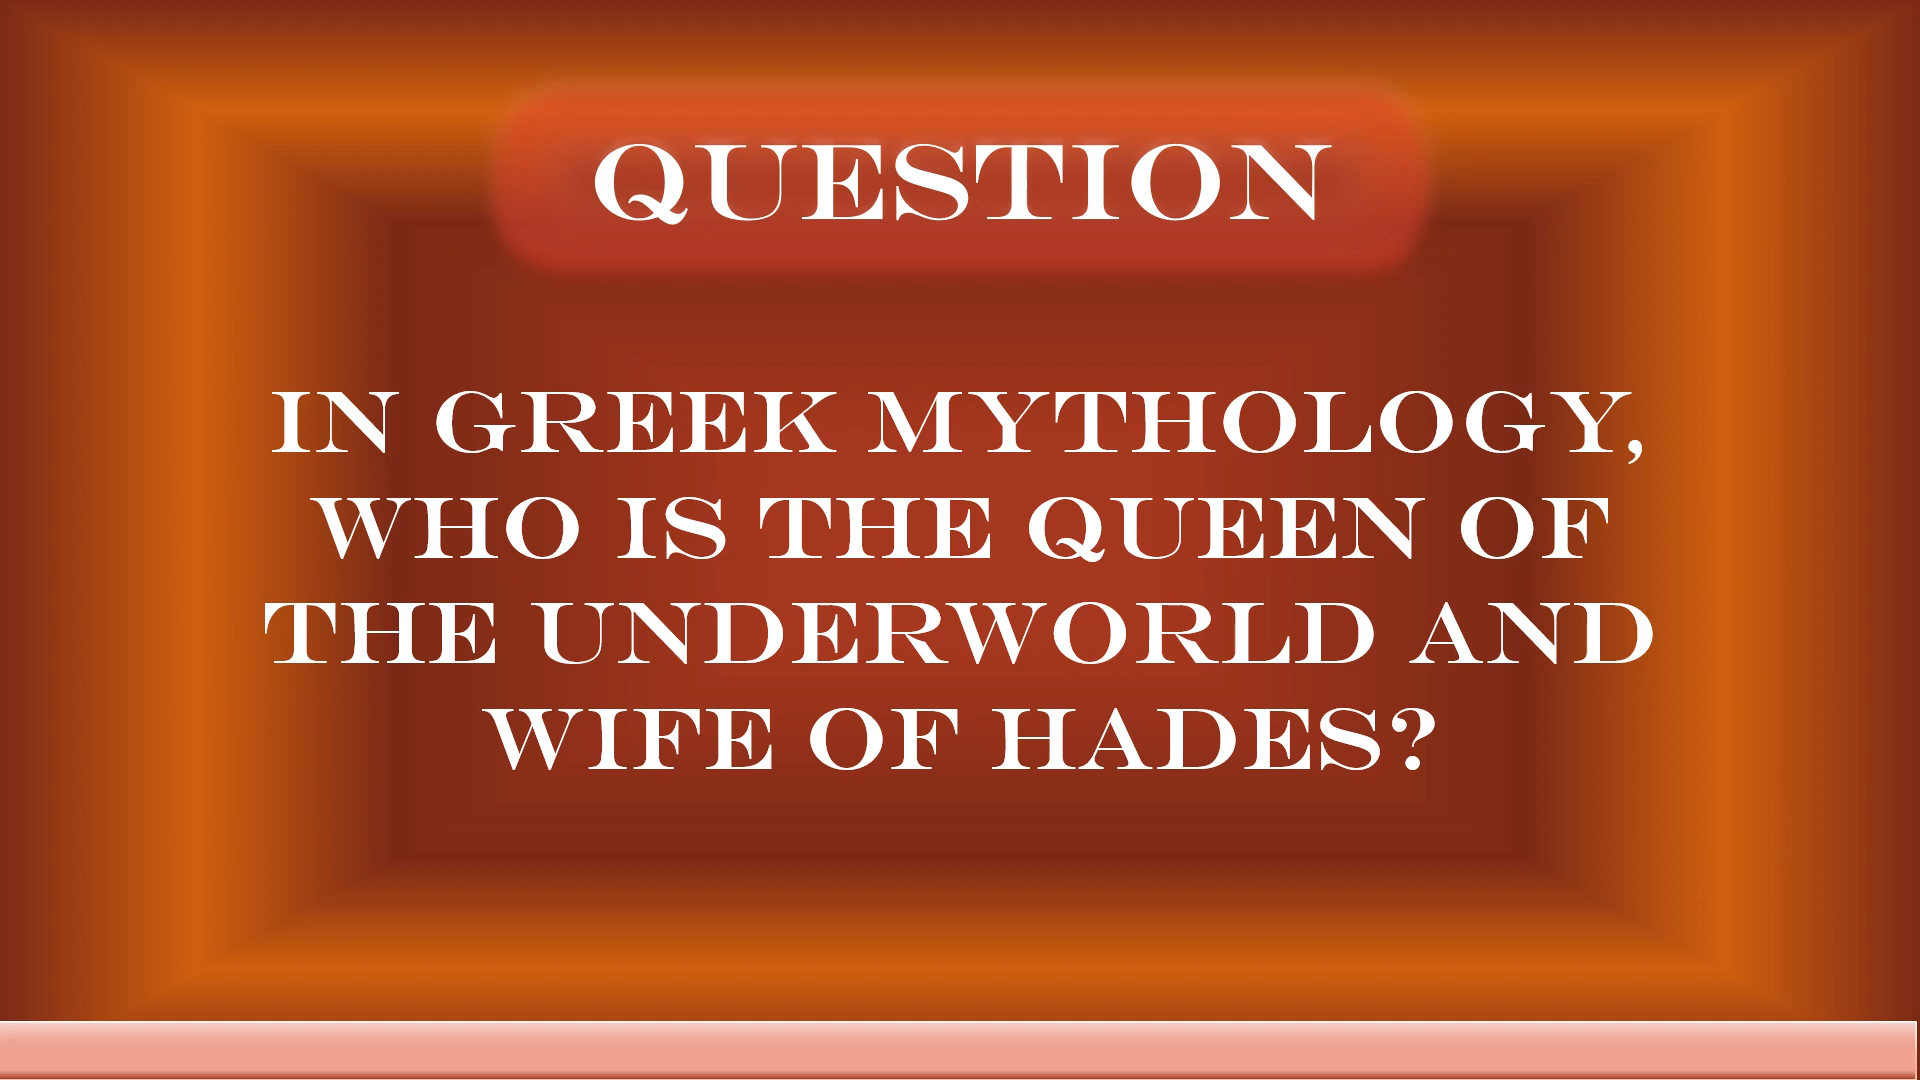 QUESTION
IN GREEK MYTHOLOGY,
WHO IS THE QUEEN OF
THE UNDERWORLD AND
WIFE OF HADES?